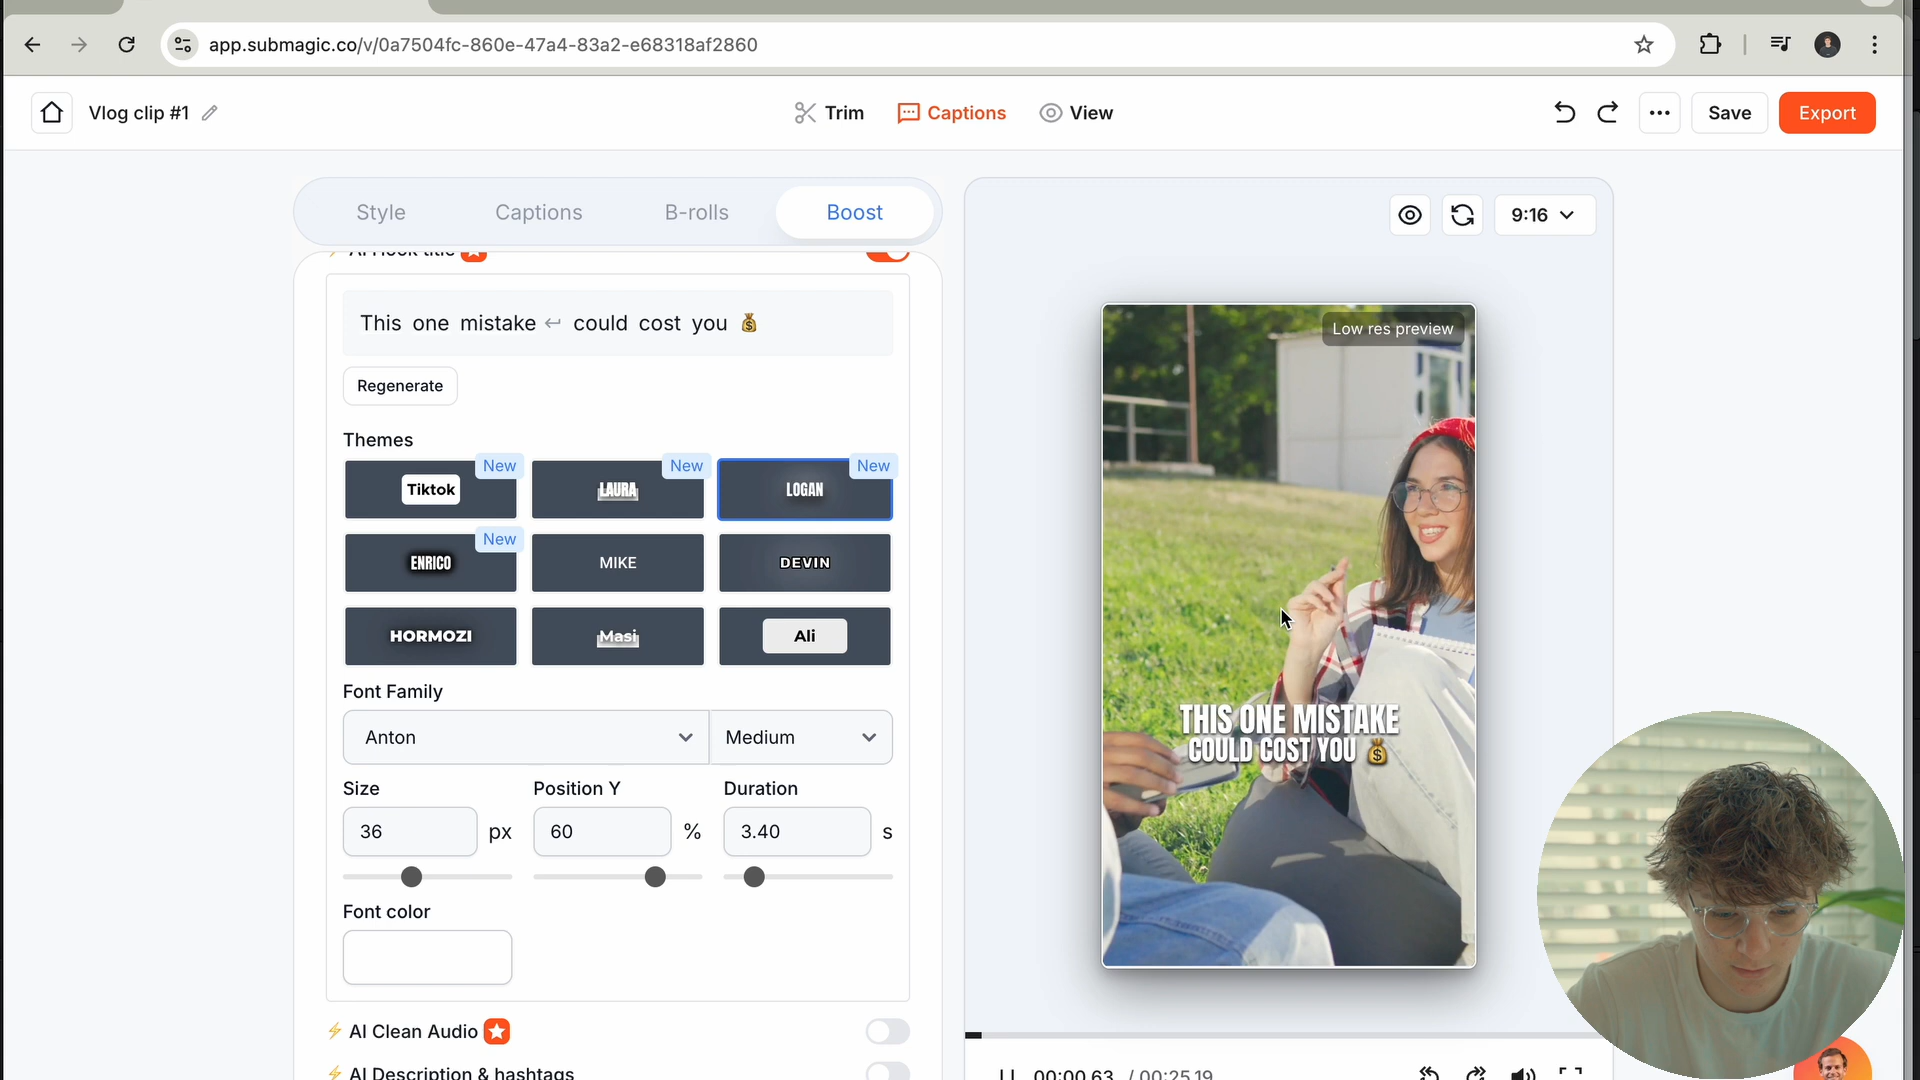 app.submagic.co/v/0a7504fc-860e-47a4-83a2-e68318af2860
Vlog clip #1
Trim
Captions
View
Save
Export
Style
Captions
B-rolls
Boost
9:16
AI Hook title
This one mistake ↩ could cost you 💰
Regenerate
Themes
New
New
New
Tiktok
LAURA
LOGAN
New
ENRICO
MIKE
DEVIN
HORMOZI
Masi
Ali
Font Family
Anton
Medium
Size
Position Y
Duration
36 px
60 %
3.40 s
Font color
AI Clean Audio
AI Description & hashtags
Low res preview
THIS ONE MISTAKE
COULD COST YOU 💰
00:00.63 / 00:25.19